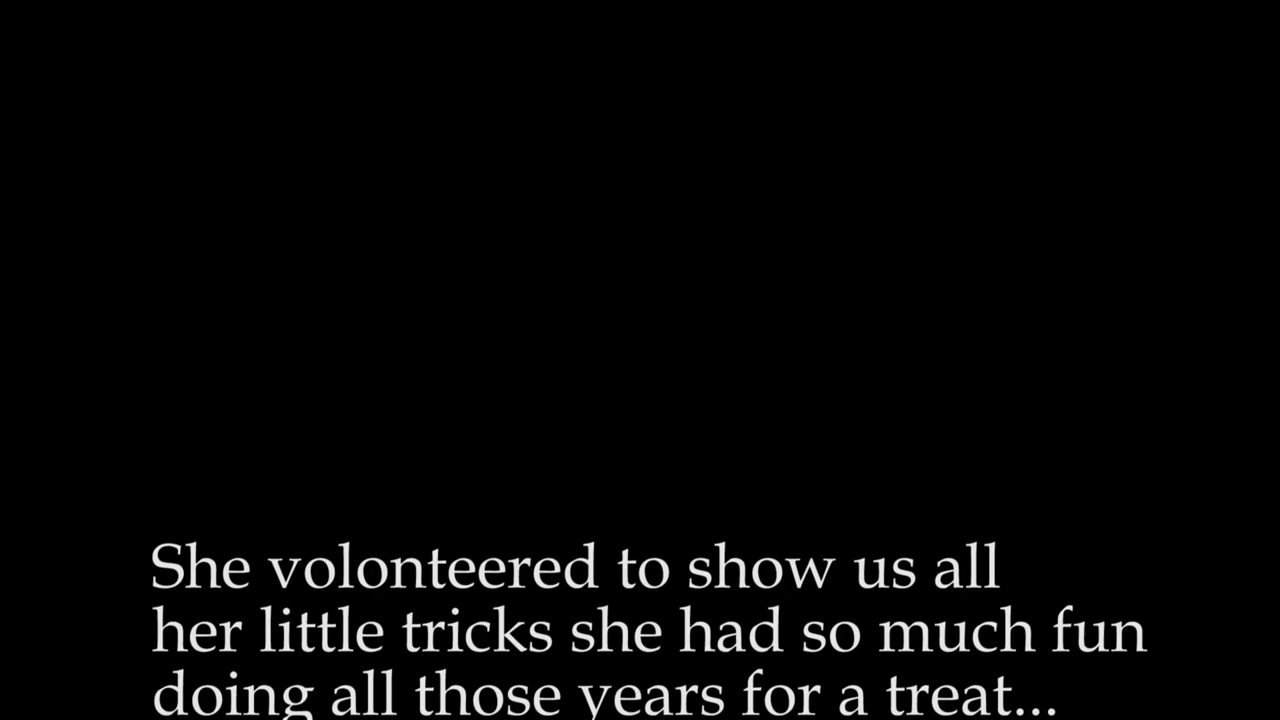 She volonteered to show us all
her little tricks she had so much fun
doing all those years for a treat...